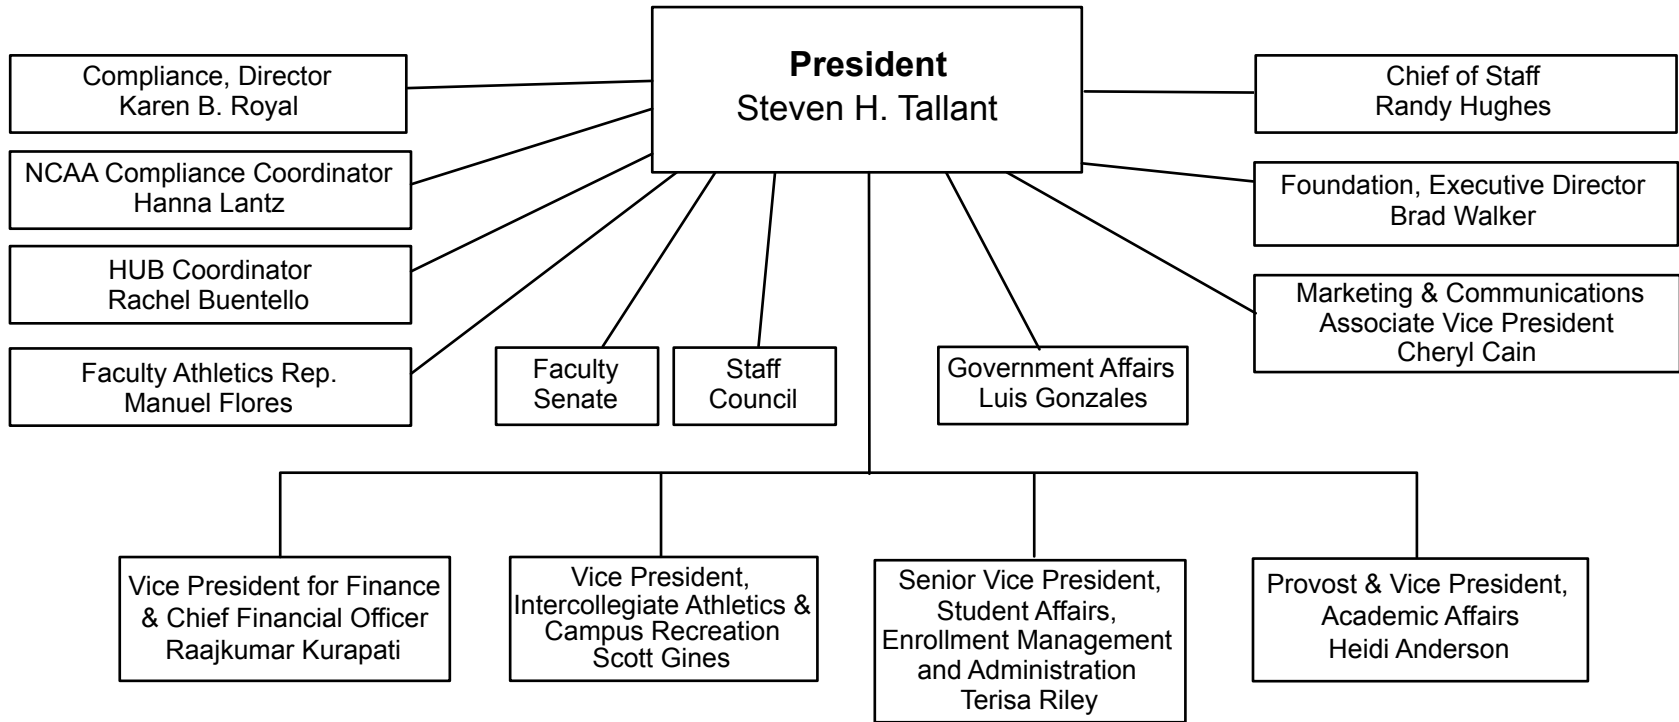 President
Steven H. Tallant
Compliance, Director
Karen B. Royal
Chief of Staff
Randy Hughes
NCAA Compliance Coordinator
Hanna Lantz
Foundation, Executive Director
Brad Walker
HUB Coordinator
Rachel Buentello
Marketing & Communications
Associate Vice President
Cheryl Cain
Faculty Athletics Rep.
Manuel Flores
Faculty
Senate
Staff
Council
Government Affairs
Luis Gonzales
Vice President for Finance
& Chief Financial Officer
Raajkumar Kurapati
Vice President,
Intercollegiate Athletics &
Campus Recreation
Scott Gines
Senior Vice President,
Student Affairs,
Enrollment Management
and Administration
Terisa Riley
Provost & Vice President,
Academic Affairs
Heidi Anderson